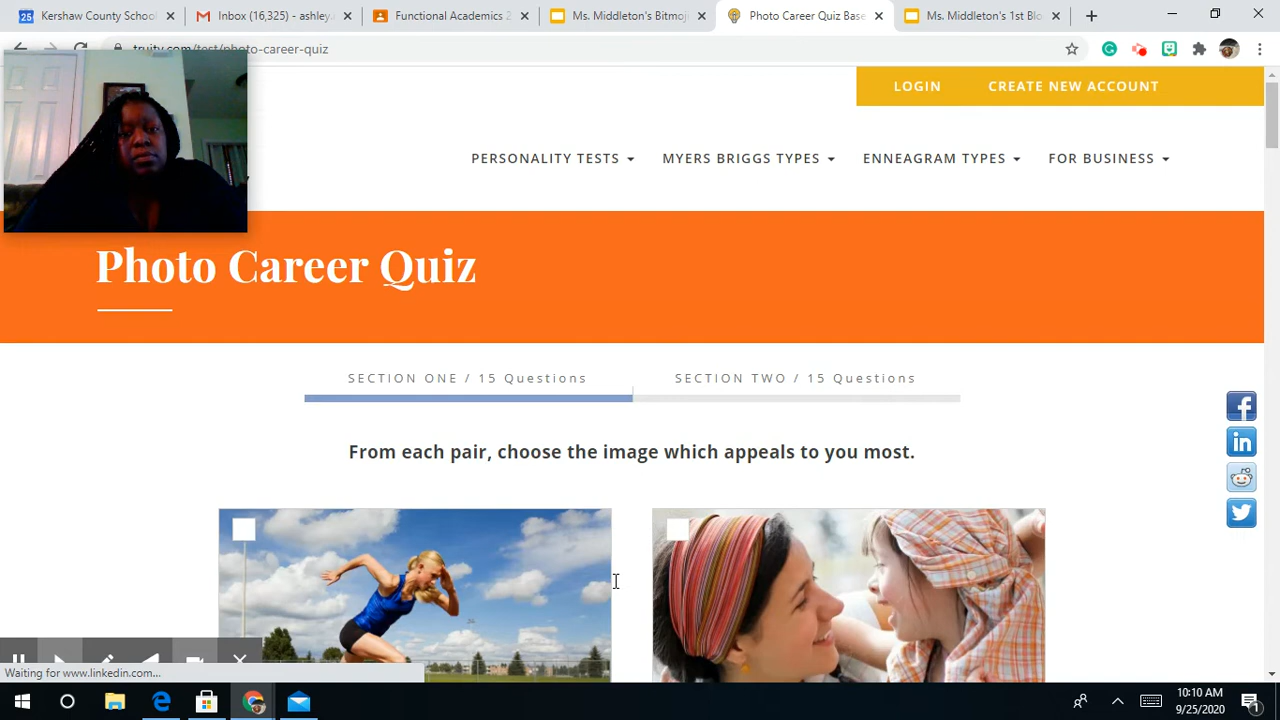 Kershaw County School
Inbox (16,325) - ashley
Functional Academics 2
Ms. Middleton's Bitmoji
Photo Career Quiz Base
Ms. Middleton's 1st Blo
truity.com/test/photo-career-quiz
LOGIN
CREATE NEW ACCOUNT
PERSONALITY TESTS
MYERS BRIGGS TYPES
ENNEAGRAM TYPES
FOR BUSINESS
Photo Career Quiz
SECTION ONE / 15 Questions
SECTION TWO / 15 Questions
From each pair, choose the image which appeals to you most.
Waiting for www.linkedin.com...
10:10 AM
9/25/2020